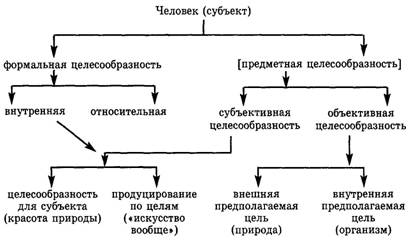 Человек (субъект)
формальная целесообразность
[предметная целесообразность]
внутренняя
относительная
субъективная
целесообразность
объективная
целесообразность
целесообразность
для субъекта
(красота природы)
продуцирование
по целям
(«искусство
вообще»)
внешняя
предполагаемая
цель
(природа)
внутренняя
предполагаемая
цель
(организм)